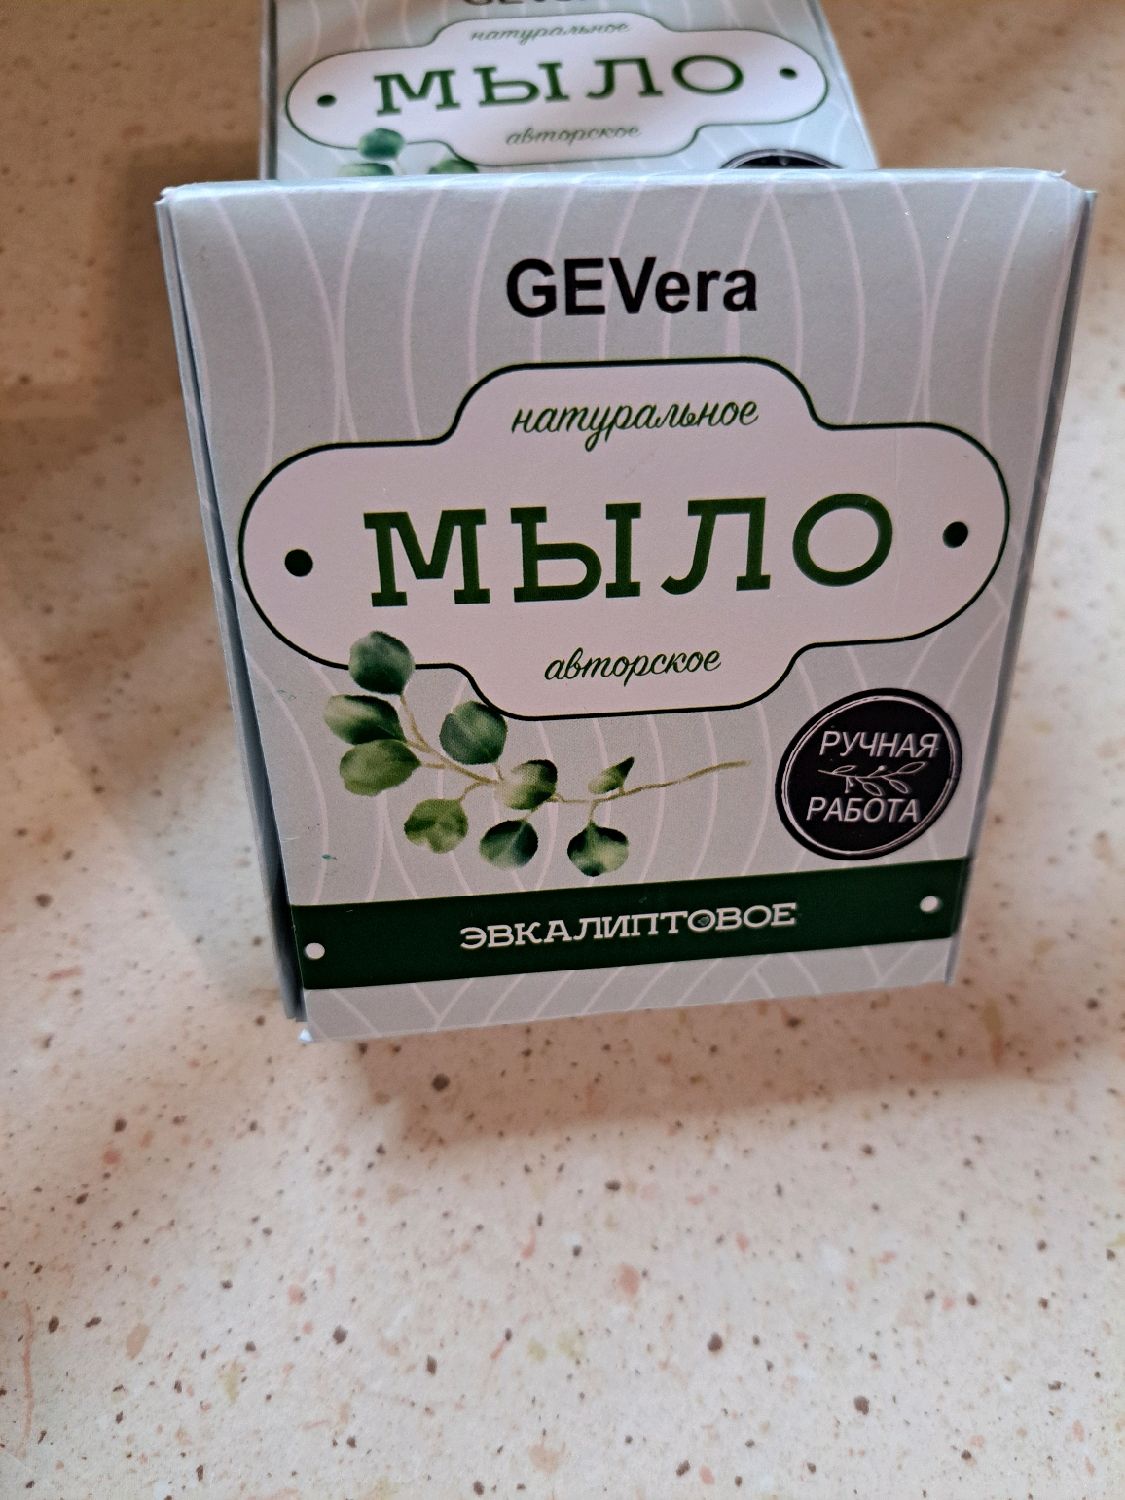 натуральное
МЫЛО
авторское
GEVera
натуральное
МЫЛО
авторское
РУЧНАЯ
РАБОТА
ЭВКАЛИПТОВОЕ